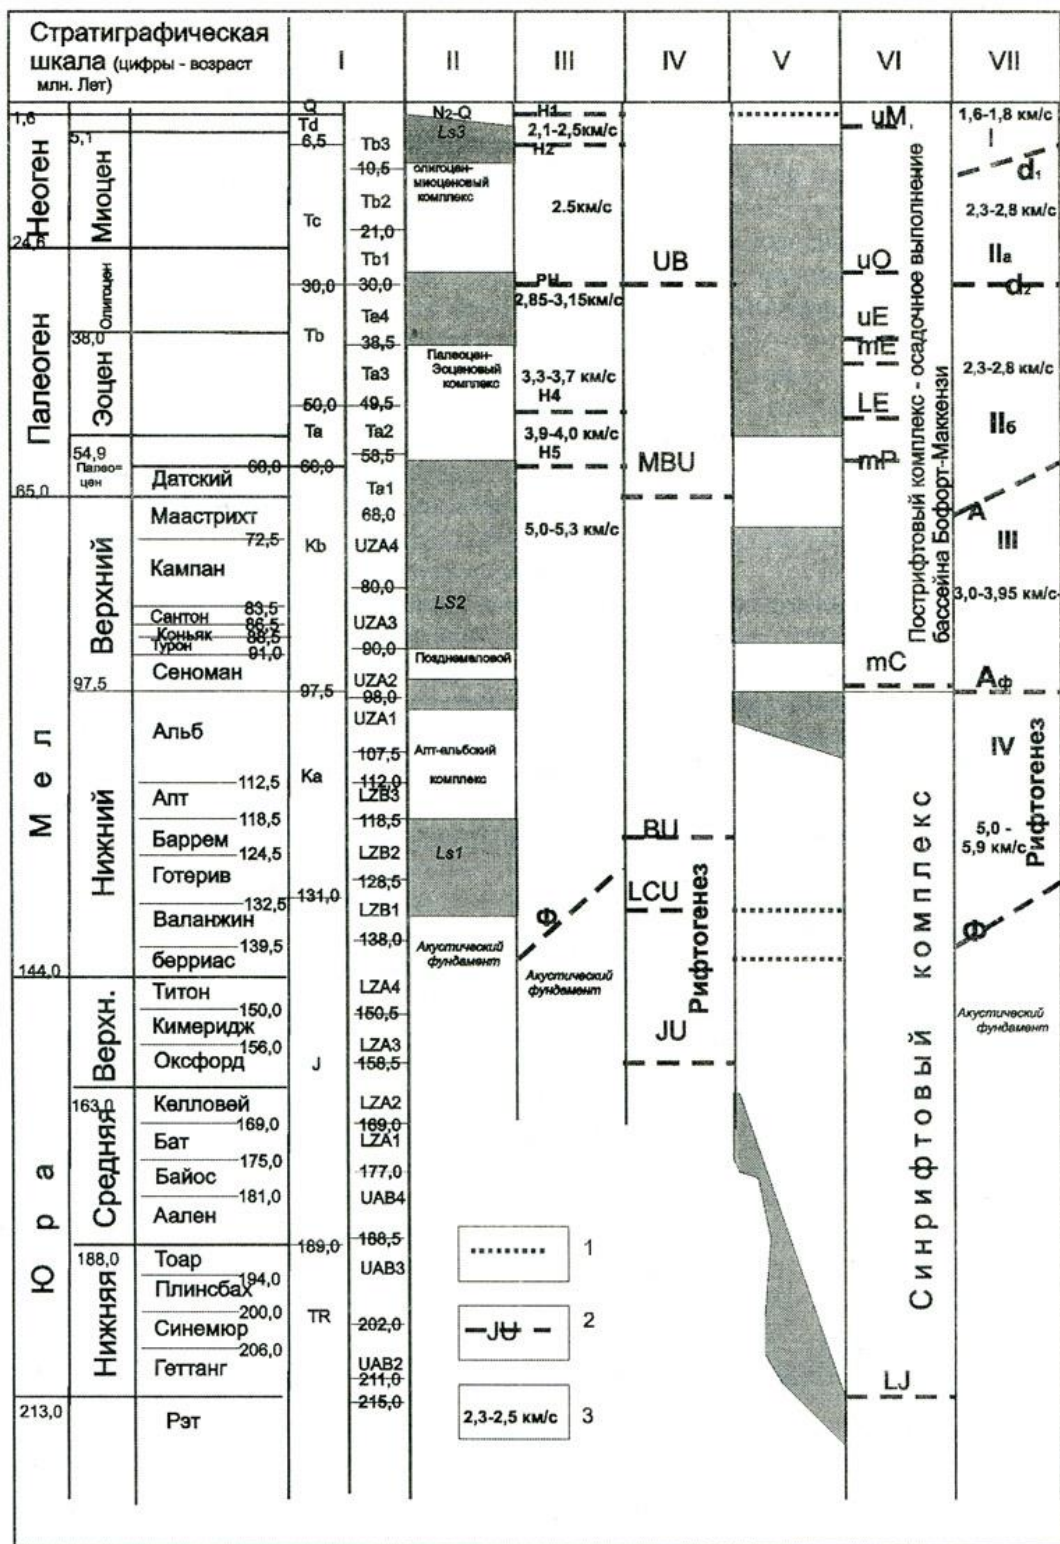 Стратиграфическая
шкала (цифры - возраст
млн. Лет)
I
II
III
IV
V
VI
VII
Неоген
Палеоген
Мел
Юра
1,6
24,6
65,0
144,0
213,0
Миоцен
Олигоцен
Эоцен
Палео=
цен
Верхний
Нижний
Верхн.
Средняя
Нижняя
5,1
38,0
54,9
97,5
163,0
188,0
60,0
Датский
Маастрихт
72,5
Кампан
83,5
Сантон
86,5
Коньяк
88,5
Турон
91,0
Сеноман
Альб
112,5
Апт
118,5
Баррем
124,5
Готерив
132,5
Валанжин
139,5
берриас
Титон
150,0
Кимеридж
156,0
Оксфорд
Келловей
169,0
Бат
175,0
Байос
181,0
Аален
Тоар
194,0
Плинсбах
200,0
Синемюр
206,0
Геттанг
Рэт
Q
Td
6,5
Tc
30,0
Tb
50,0
Ta
60,0
Kb
97,5
Ka
131,0
J
189,0
TR
Tb3
10,5
Tb2
21,0
Tb1
30,0
Ta4
38,5
Ta3
49,5
Ta2
58,5
Ta1
68,0
UZA4
80,0
UZA3
90,0
UZA2
98,0
UZA1
107,5
112,0
LZB3
118,5
LZB2
128,5
LZB1
138,0
LZA4
150,5
LZA3
158,5
LZA2
169,0
LZA1
177,0
UAB4
188,5
UAB3
202,0
UAB2
211,0
215,0
N2-Q
Ls3
олигоцен-
миоценовый
комплекс
Палеоцен-
Эоценовый
комплекс
LS2
Позднемеловой
Апт-альбский
комплекс
Ls1
Акустический
фундамент
H1
2,1-2,5км/с
H2
2.5км/с
PH
2,85-3,15км/с
3,3-3,7 км/с
H4
3,9-4,0 км/с
H5
5,0-5,3 км/с
Ф
Акустический
фундамент
UB
MBU
BU
LCU
Рифтогенез
JU
uM
uO
uE
mE
LE
mP
mC
LJ
Пострифтовый комплекс - осадочное выполнение
бассейна Бофорт-Маккензи
Синрифтовый комплекс
1,6-1,8 км/с
I
d1
2,3-2,8 км/с
IIа
d2
2,3-2,8 км/с
IIб
A
III
3,0-3,95 км/с
Aф
IV
5,0 -
5,9 км/с
Рифтогенез
Ф
Акустический
фундамент
1
JU 2
2,3-2,5 км/с 3